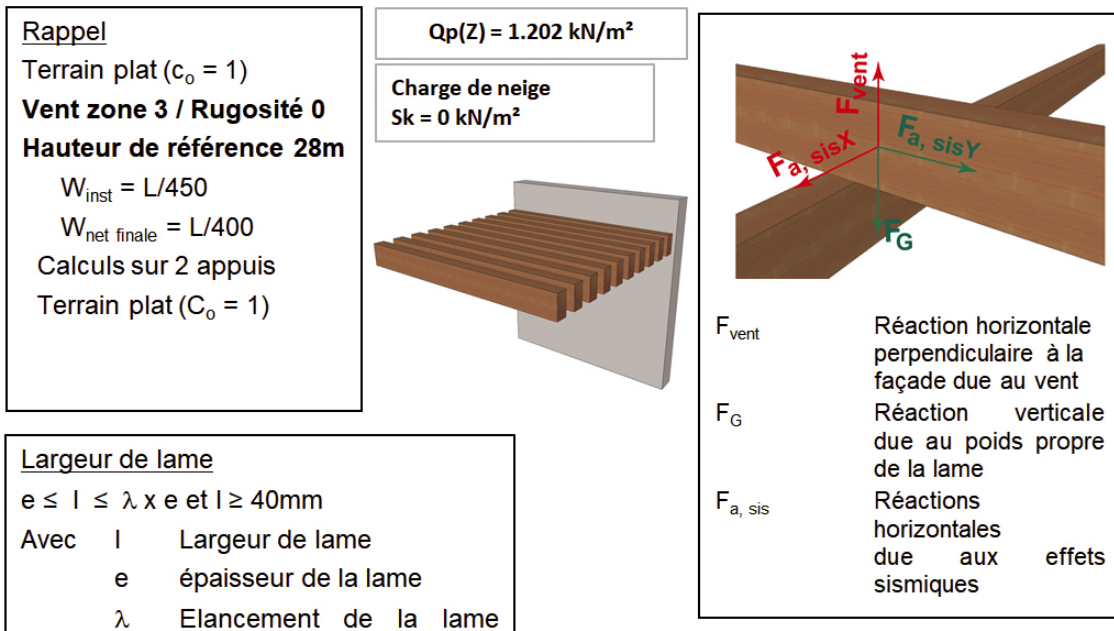 Rappel
Terrain plat (c₀ = 1)
Vent zone 3 / Rugosité 0
Hauteur de référence 28m
W_inst = L/450
W_net finale = L/400
Calculs sur 2 appuis
Terrain plat (C₀ = 1)
Qp(Z) = 1.202 kN/m²
Charge de neige
Sk = 0 kN/m²
F_vent
F_a, sisY
F_a, sisX
F_G
F_vent Réaction horizontale
perpendiculaire à la
façade due au vent
F_G Réaction verticale
due au poids propre
de la lame
F_a, sis Réactions
horizontales
due aux effets
sismiques
Largeur de lame
e ≤ l ≤ λ x e et l ≥ 40mm
Avec l Largeur de lame
e épaisseur de la lame
λ Elancement de la lame